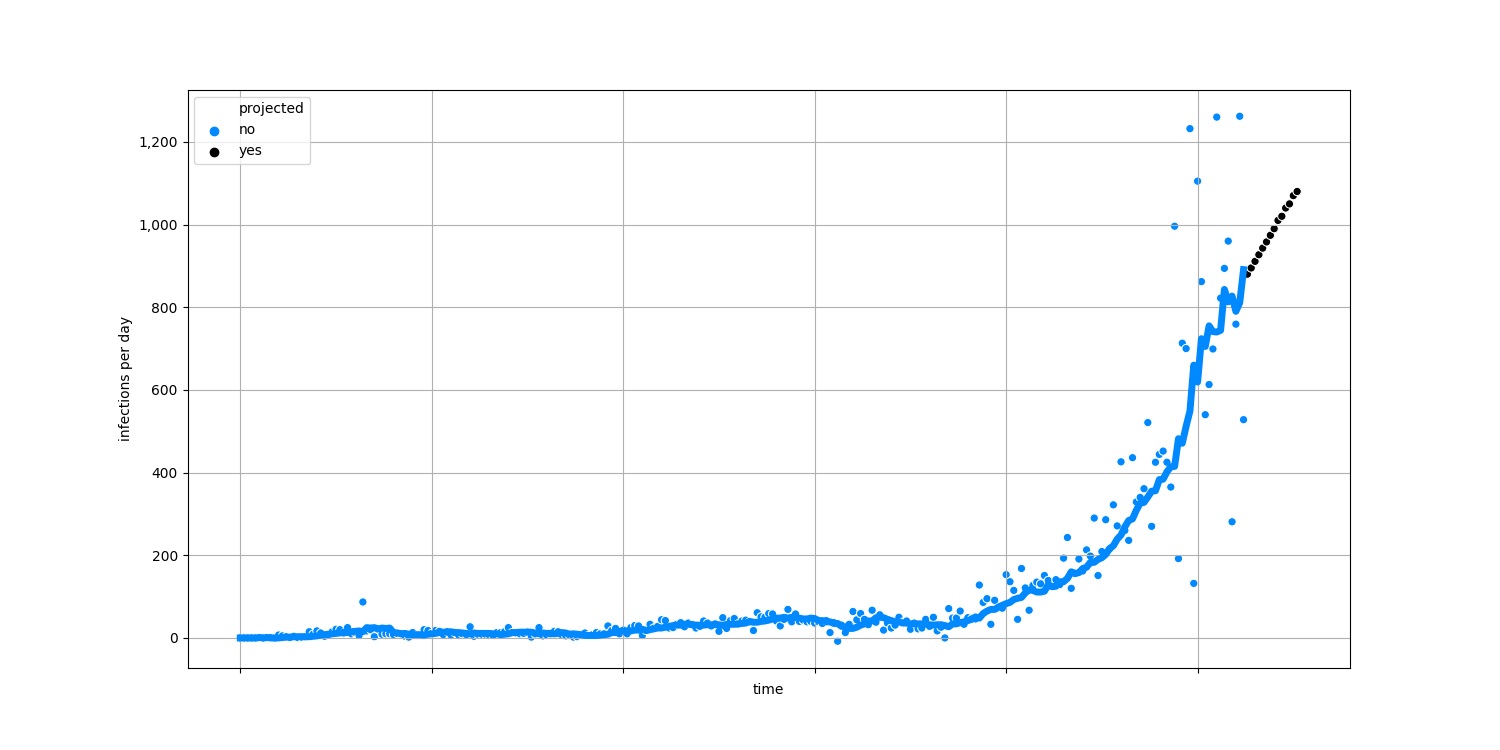 projected
no
yes
1,200
1,000
800
600
400
200
0
infections per day
time